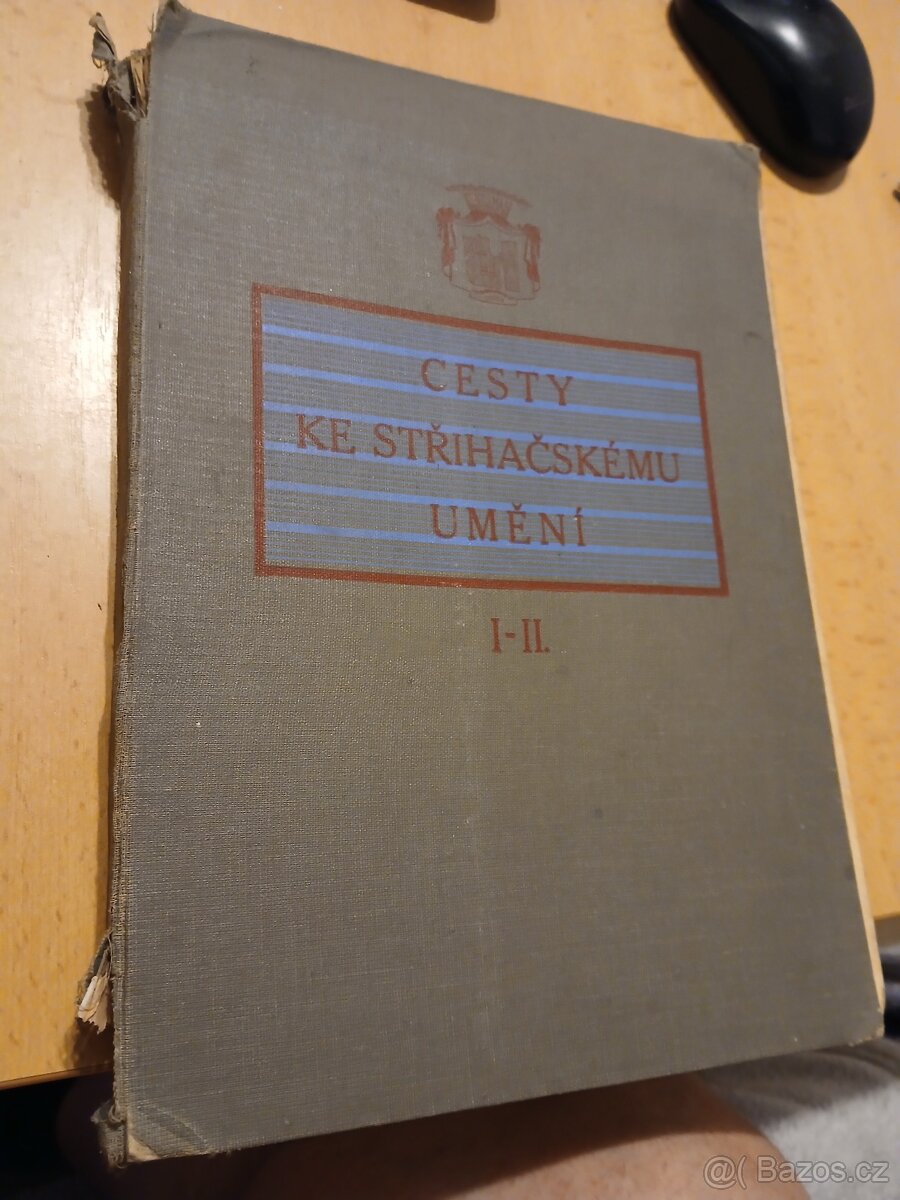 CESTY
KE STŘIHAČSKÉMU
UMĚNÍ
I-II.
@( Bazos.cz